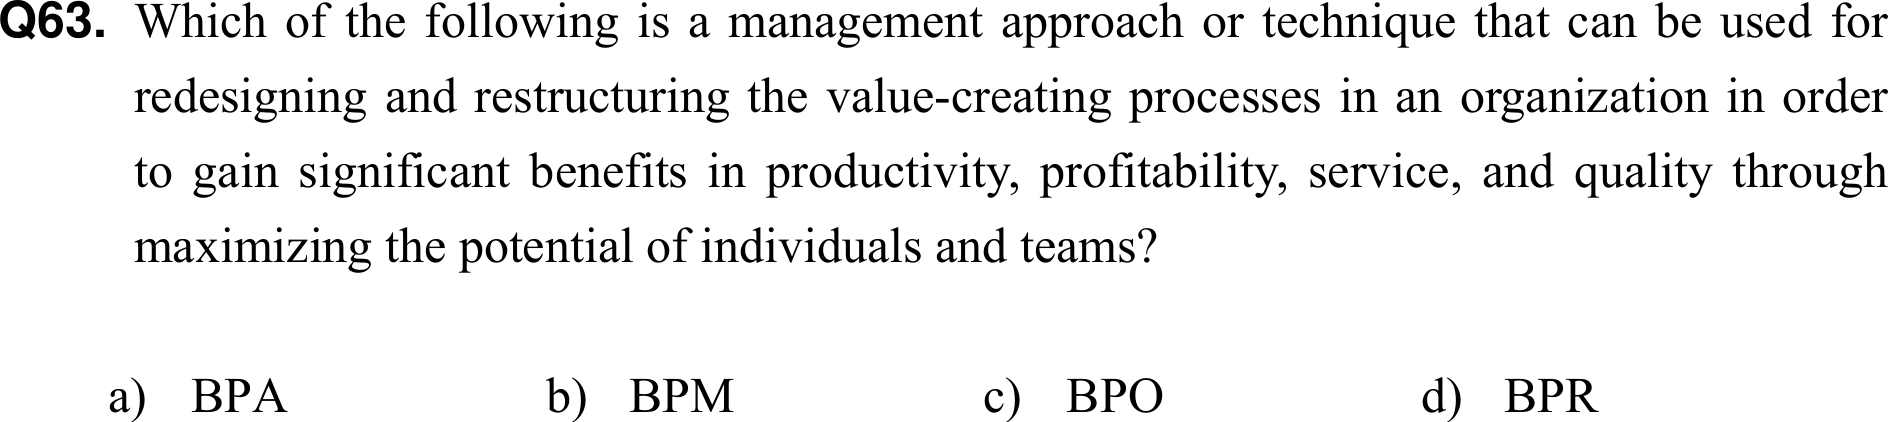 Q63. Which of the following is a management approach or technique that can be used for
redesigning and restructuring the value-creating processes in an organization in order
to gain significant benefits in productivity, profitability, service, and quality through
maximizing the potential of individuals and teams?
a) BPA b) BPM c) BPO d) BPR